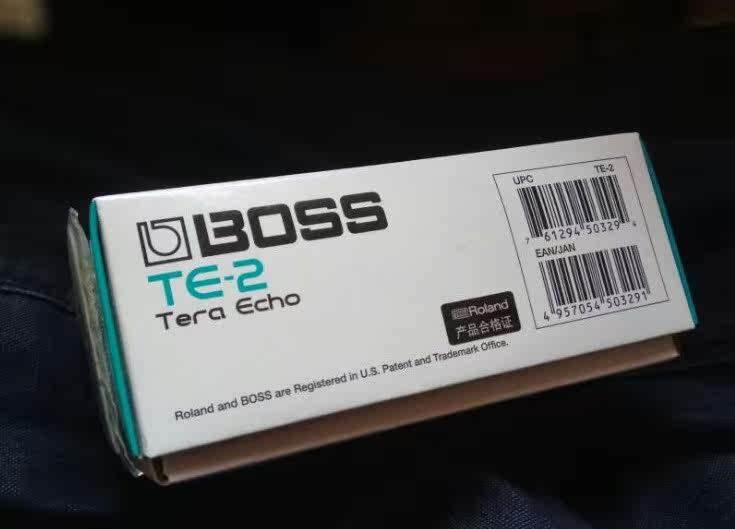 BOSS
TE-2
Tera Echo
UPC TE-2
7 61294 50329 4
EAN/JAN
4 957054 503291
Roland
产品合格证
Roland and BOSS are Registered in U.S. Patent and Trademark Office.